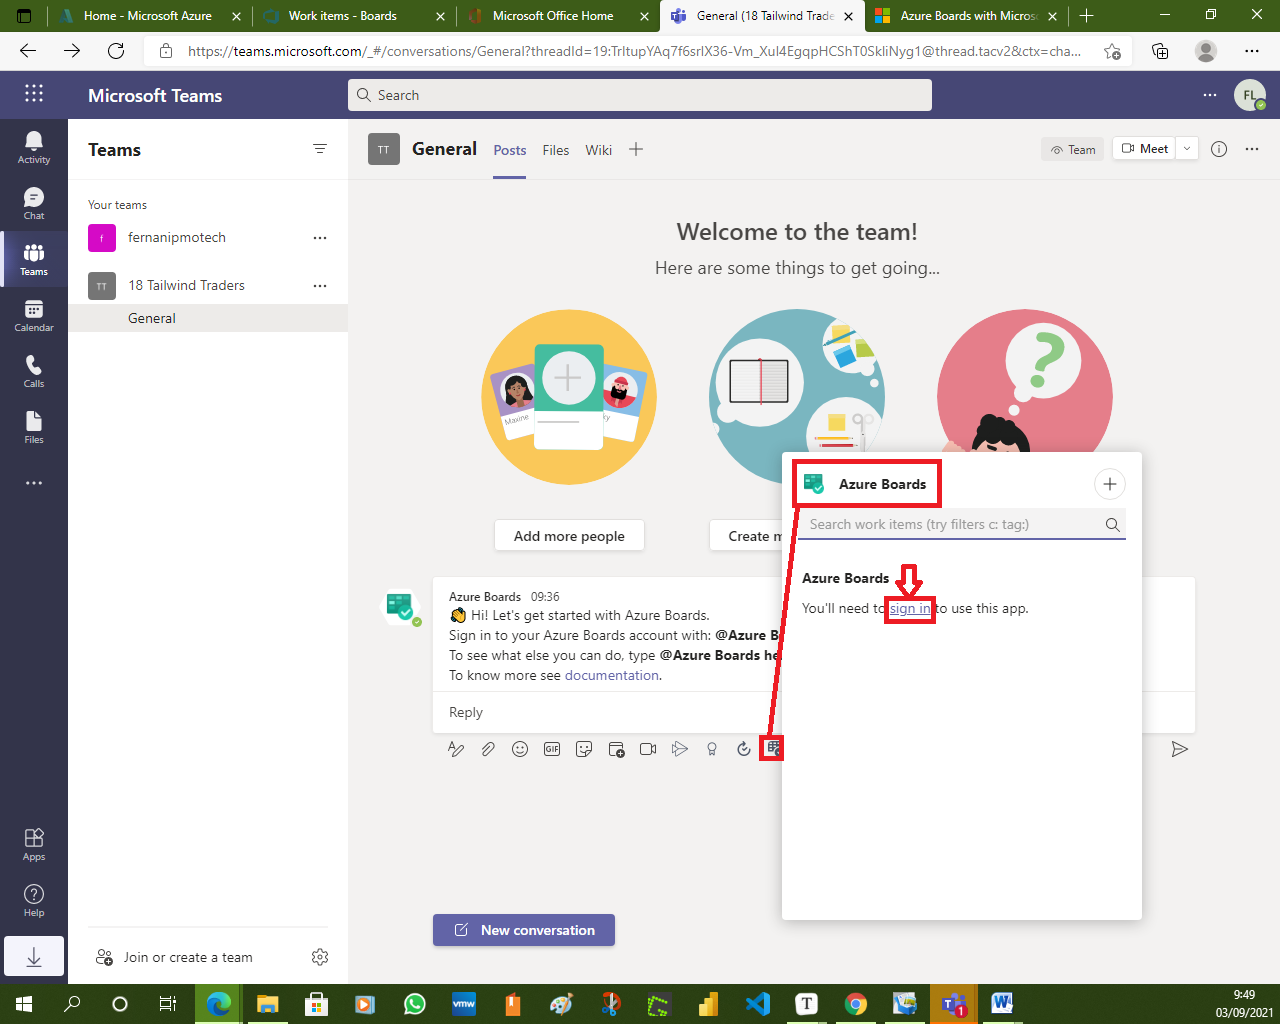 Home - Microsoft Azure
Work items - Boards
Microsoft Office Home
General (18 Tailwind Trade
Azure Boards with Micros
https://teams.microsoft.com/_#/conversations/General?threadId=19:TrItupYAq7f6srIX36-Vm_XuI4EgqpHCShT0SkIiNyg1@thread.tacv2&ctx=cha...
Microsoft Teams
Search
FL
Activity
Chat
Teams
Calendar
Calls
Files
Apps
Help
Teams
Your teams
f
fernanipmotech
TT
18 Tailwind Traders
General
Join or create a team
TT
General
Posts
Files
Wiki
Team
Meet
Welcome to the team!
Here are some things to get going...
Maxine
ky
Add more people
Create m
Azure Boards 09:36
Hi! Let's get started with Azure Boards.
Sign in to your Azure Boards account with: @Azure B
To see what else you can do, type @Azure Boards he
To know more see documentation.
Reply
GIF
New conversation
Azure Boards
Search work items (try filters c: tag:)
Azure Boards
You'll need to sign in to use this app.
vmw
T
1
W
9:49
03/09/2021